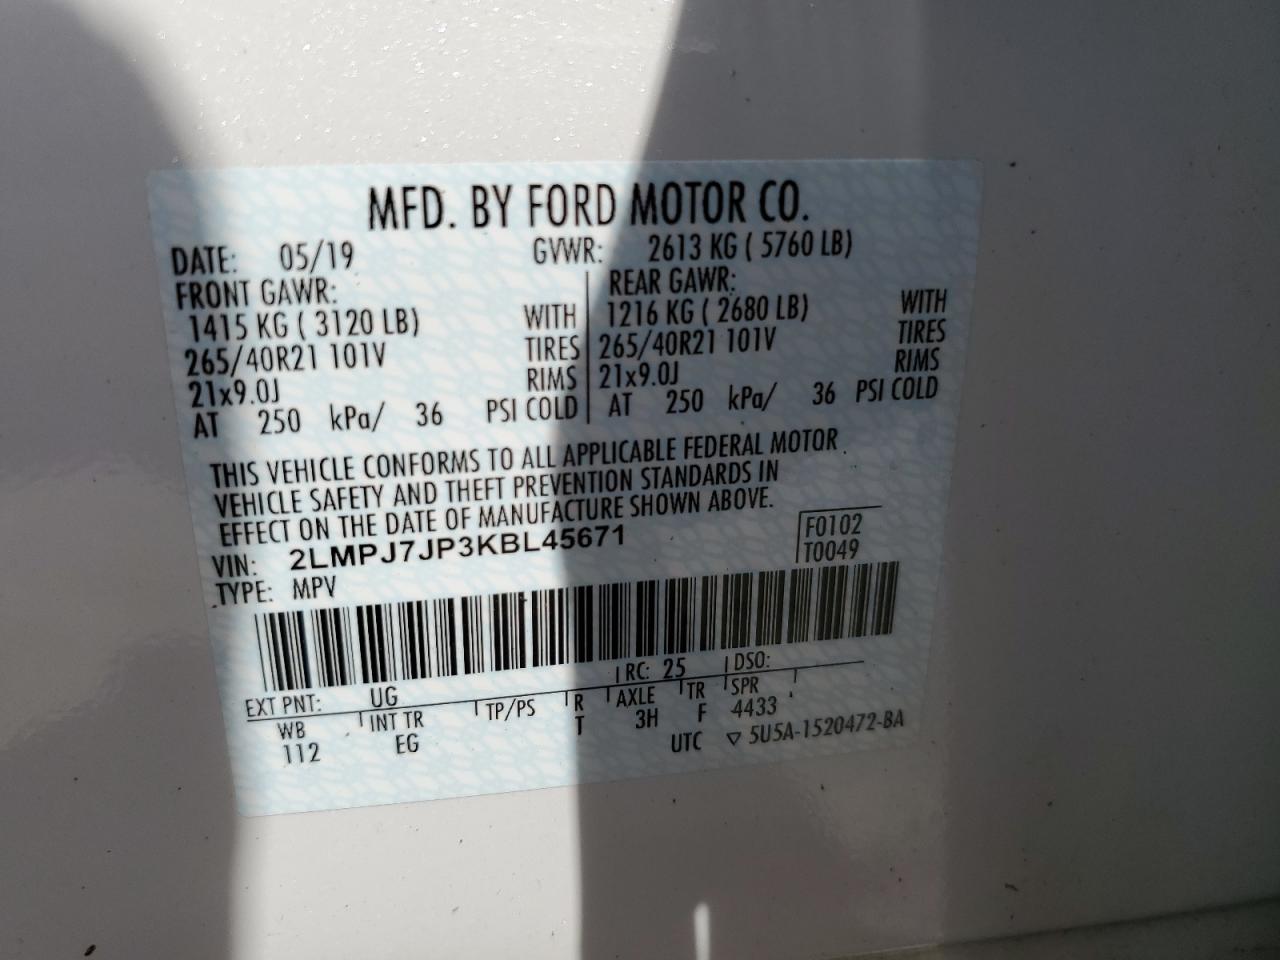 MFD. BY FORD MOTOR CO.
DATE: 05/19 GVWR: 2613 KG ( 5760 LB)
FRONT GAWR: REAR GAWR:
1415 KG ( 3120 LB) WITH 1216 KG ( 2680 LB) WITH
265/40R21 101V TIRES 265/40R21 101V TIRES
21x9.0J RIMS 21x9.0J RIMS
AT 250 kPa/ 36 PSI COLD AT 250 kPa/ 36 PSI COLD
THIS VEHICLE CONFORMS TO ALL APPLICABLE FEDERAL MOTOR
VEHICLE SAFETY AND THEFT PREVENTION STANDARDS IN
EFFECT ON THE DATE OF MANUFACTURE SHOWN ABOVE.
VIN: 2LMPJ7JP3KBL45671 F0102
TYPE: MPV T0049
EXT PNT: UG RC: 25 DSO:
WB INT TR TP/PS R AXLE TR SPR
112 EG T 3H F 4433
UTC ▽ 5U5A-1520472-BA